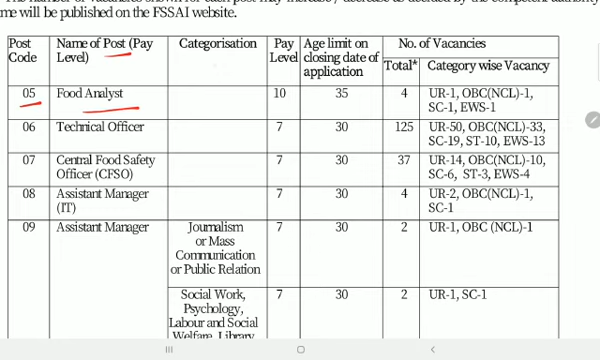 me will be published on the FSSAI website.
Post Code | Name of Post (Pay Level) | Categorisation | Pay Level | Age limit on closing date of application | No. of Vacancies
Total* | Category wise Vacancy
05 | Food Analyst | | 10 | 35 | 4 | UR-1, OBC(NCL)-1, SC-1, EWS-1
06 | Technical Officer | | 7 | 30 | 125 | UR-50, OBC(NCL)-33, SC-19, ST-10, EWS-13
07 | Central Food Safety Officer (CFSO) | | 7 | 30 | 37 | UR-14, OBC(NCL)-10, SC-6, ST-3, EWS-4
08 | Assistant Manager (IT) | | 7 | 30 | 4 | UR-2, OBC(NCL)-1, SC-1
09 | Assistant Manager | Journalism or Mass Communication or Public Relation | 7 | 30 | 2 | UR-1, OBC (NCL)-1
Social Work, Psychology, Labour and Social Welfare, Library | 7 | 30 | 2 | UR-1, SC-1